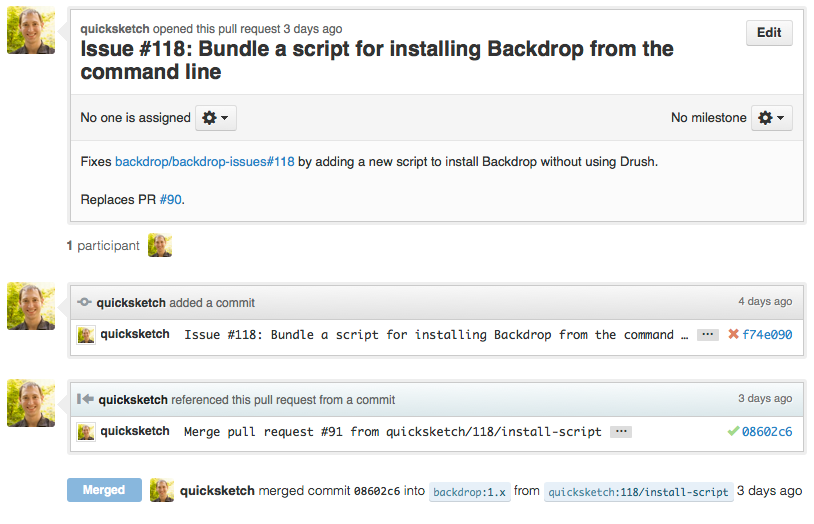 quicksketch opened this pull request 3 days ago
Edit
Issue #118: Bundle a script for installing Backdrop from the
command line
No one is assigned
No milestone
Fixes backdrop/backdrop-issues#118 by adding a new script to install Backdrop without using Drush.
Replaces PR #90.
1 participant
quicksketch added a commit
4 days ago
quicksketch Issue #118: Bundle a script for installing Backdrop from the command … ··· f74e090
quicksketch referenced this pull request from a commit
3 days ago
quicksketch Merge pull request #91 from quicksketch/118/install-script ··· 08602c6
Merged quicksketch merged commit 08602c6 into backdrop:1.x from quicksketch:118/install-script 3 days ago